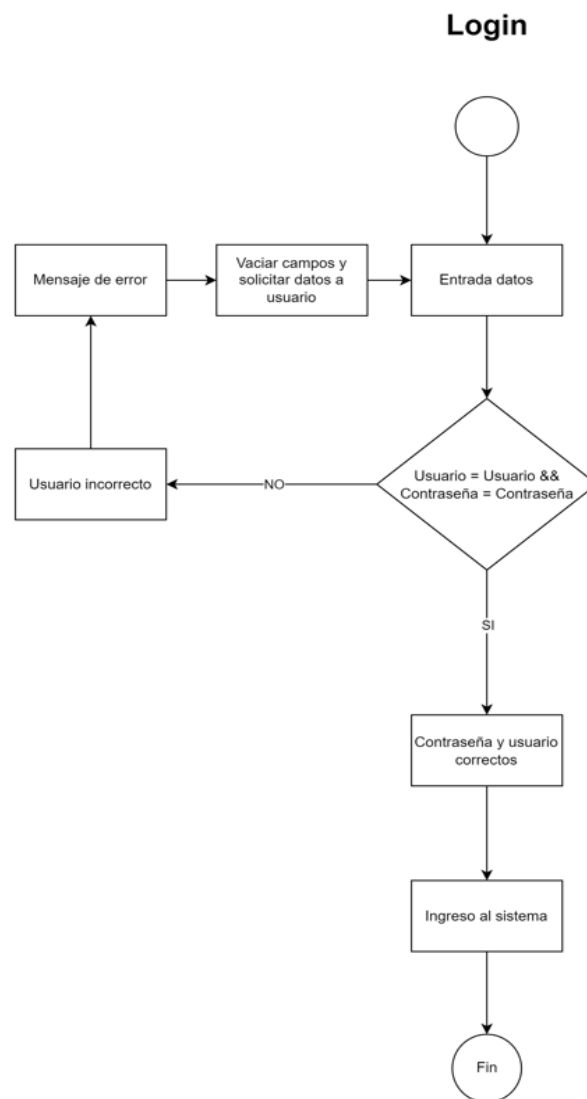 Login
Mensaje de error
Vaciar campos y
solicitar datos a
usuario
Entrada datos
Usuario incorrecto
NO
Usuario = Usuario &&
Contraseña = Contraseña
SI
Contraseña y usuario
correctos
Ingreso al sistema
Fin